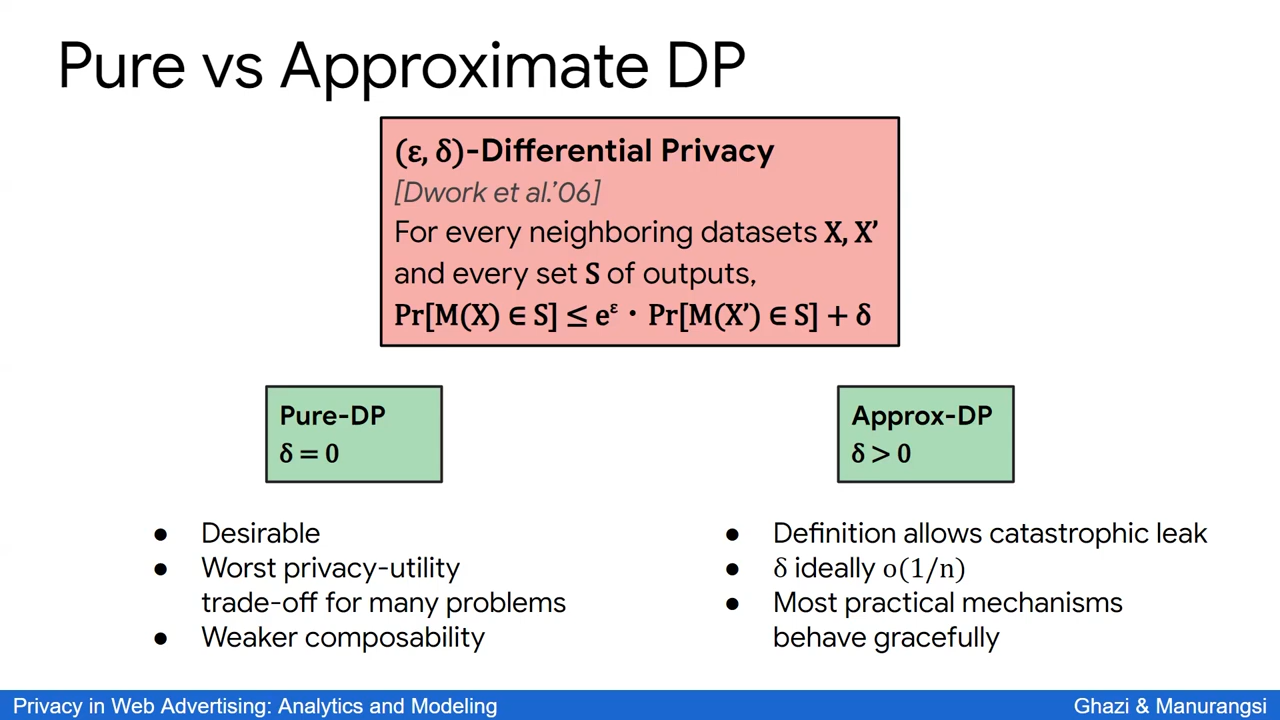 Pure vs Approximate DP
(ε, δ)-Differential Privacy
[Dwork et al.’06]
For every neighboring datasets X, X’
and every set S of outputs,
Pr[M(X) ∈ S] ≤ eᵋ · Pr[M(X’) ∈ S] + δ
Pure-DP
δ = 0
● Desirable
● Worst privacy-utility
trade-off for many problems
● Weaker composability
Approx-DP
δ > 0
● Definition allows catastrophic leak
● δ ideally o(1/n)
● Most practical mechanisms
behave gracefully
Privacy in Web Advertising: Analytics and Modeling
Ghazi & Manurangsi